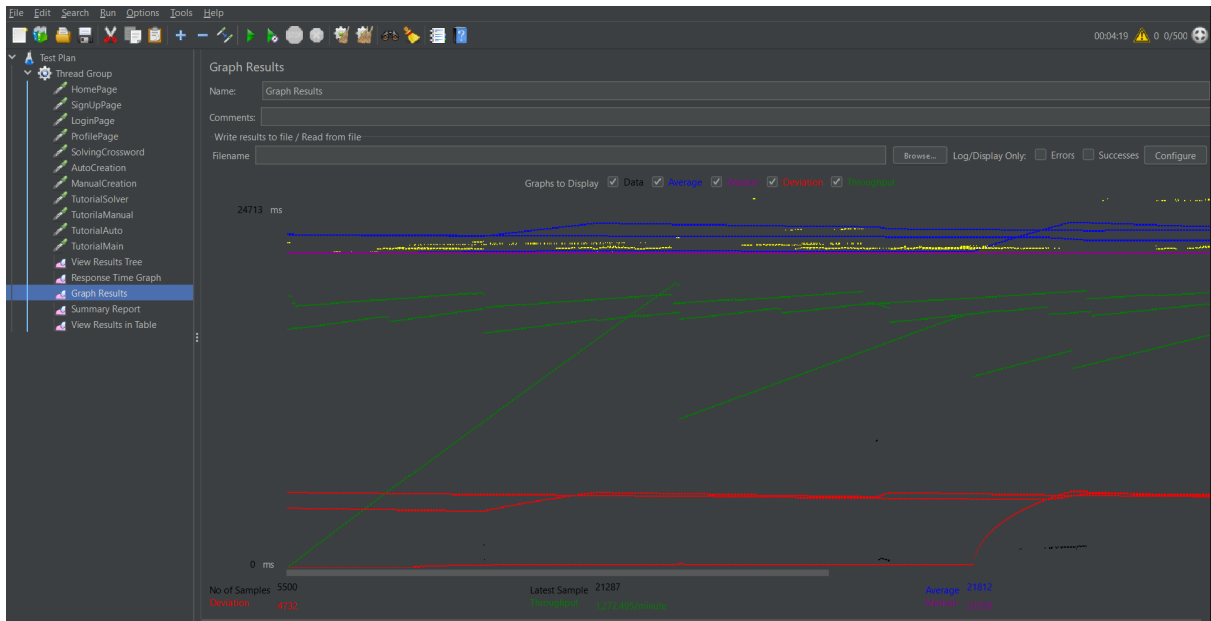 File Edit Search Run Options Tools Help
00:04:19 0 0/500
Test Plan
Thread Group
HomePage
SignUpPage
LoginPage
ProfilePage
SolvingCrossword
AutoCreation
ManualCreation
TutorialSolver
TutorilaManual
TutorialAuto
TutorialMain
View Results Tree
Response Time Graph
Graph Results
Summary Report
View Results in Table
Graph Results
Name: Graph Results
Comments:
Write results to file / Read from file
Filename Browse... Log/Display Only: Errors Successes Configure
Graphs to Display Data Average Median Deviation Throughput
24713 ms
0 ms
No of Samples 5500 Latest Sample 21287 Average 21812
Deviation 4732 Throughput Median